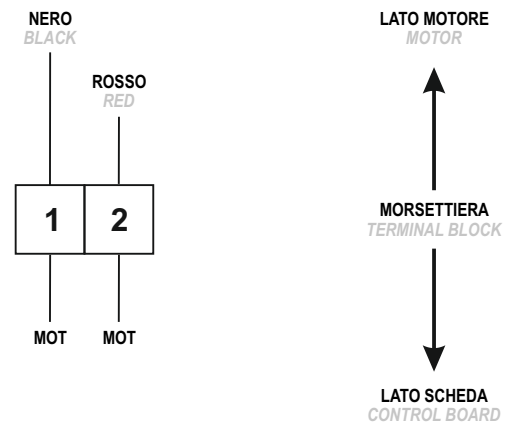 NERO
BLACK
ROSSO
RED
1 2
MOT MOT
LATO MOTORE
MOTOR
MORSETTIERA
TERMINAL BLOCK
LATO SCHEDA
CONTROL BOARD